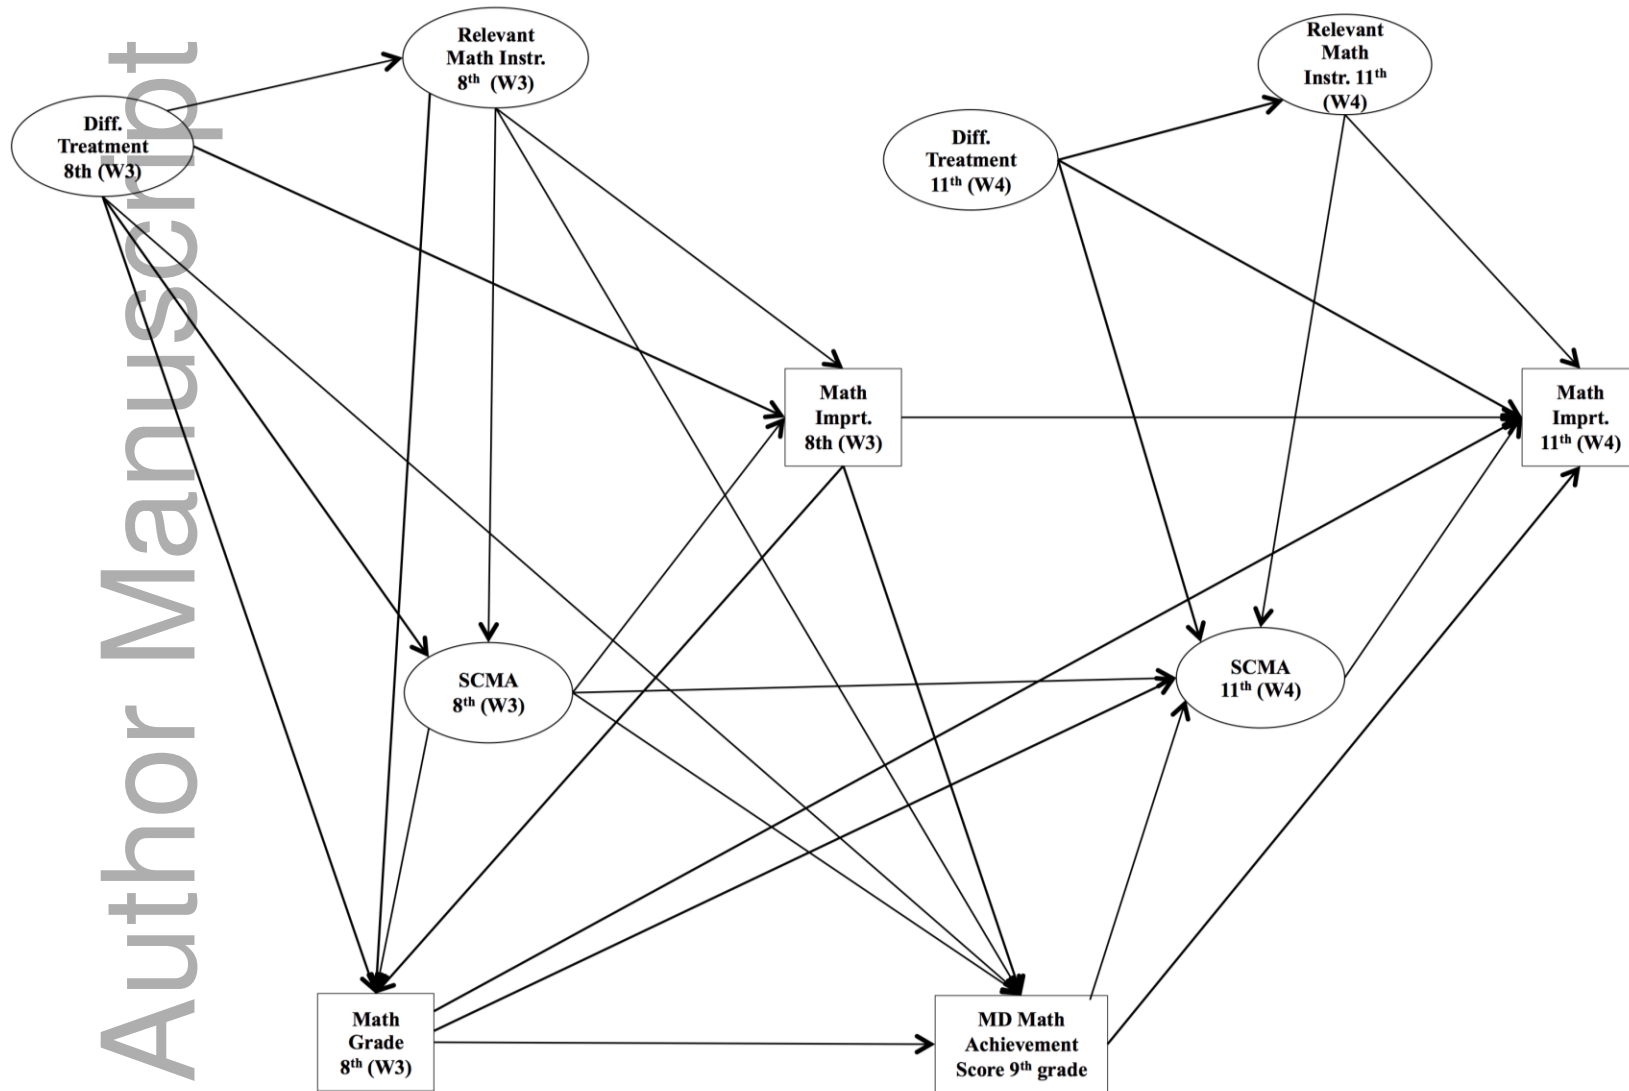 Author Manuscript
Relevant
Math Instr.
8th (W3)
Relevant
Math
Instr. 11th
(W4)
Diff.
Treatment
8th (W3)
Diff.
Treatment
11th (W4)
Math
Imprt.
8th (W3)
Math
Imprt.
11th (W4)
SCMA
8th (W3)
SCMA
11th (W4)
Math
Grade
8th (W3)
MD Math
Achievement
Score 9th grade